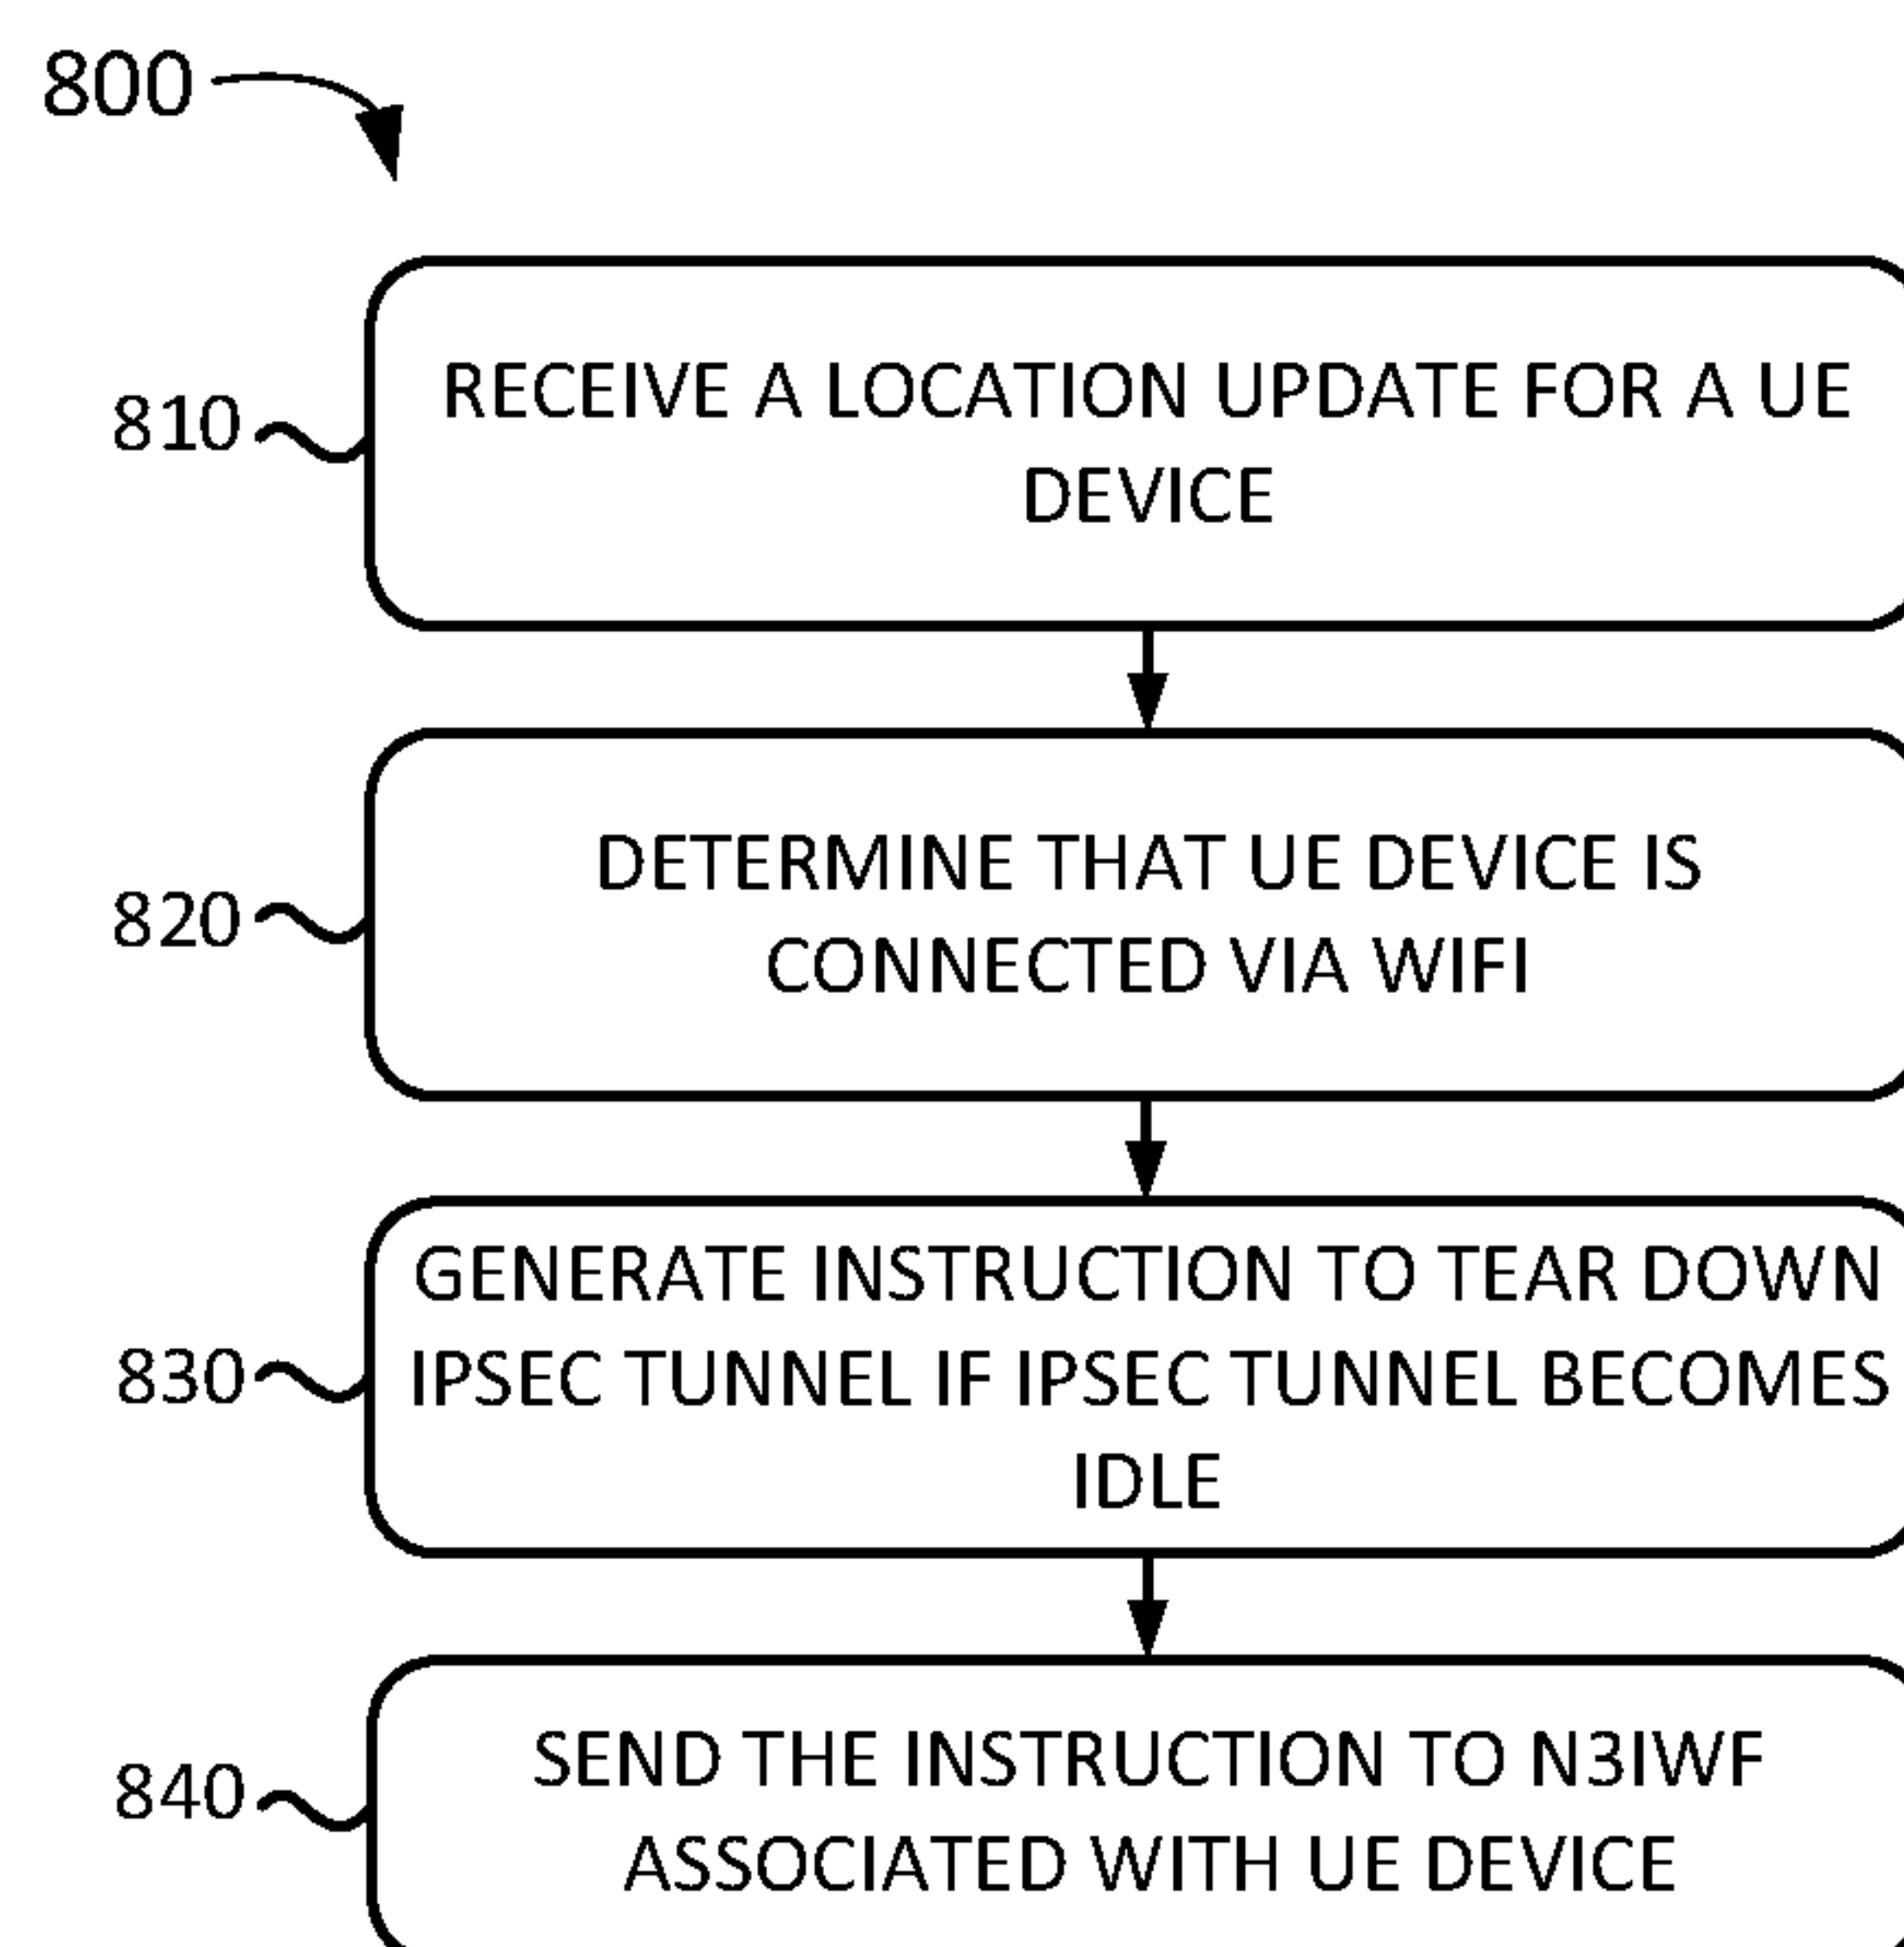 800
810
RECEIVE A LOCATION UPDATE FOR A UE
DEVICE
820
DETERMINE THAT UE DEVICE IS
CONNECTED VIA WIFI
830
GENERATE INSTRUCTION TO TEAR DOWN
IPSEC TUNNEL IF IPSEC TUNNEL BECOMES
IDLE
840
SEND THE INSTRUCTION TO N3IWF
ASSOCIATED WITH UE DEVICE